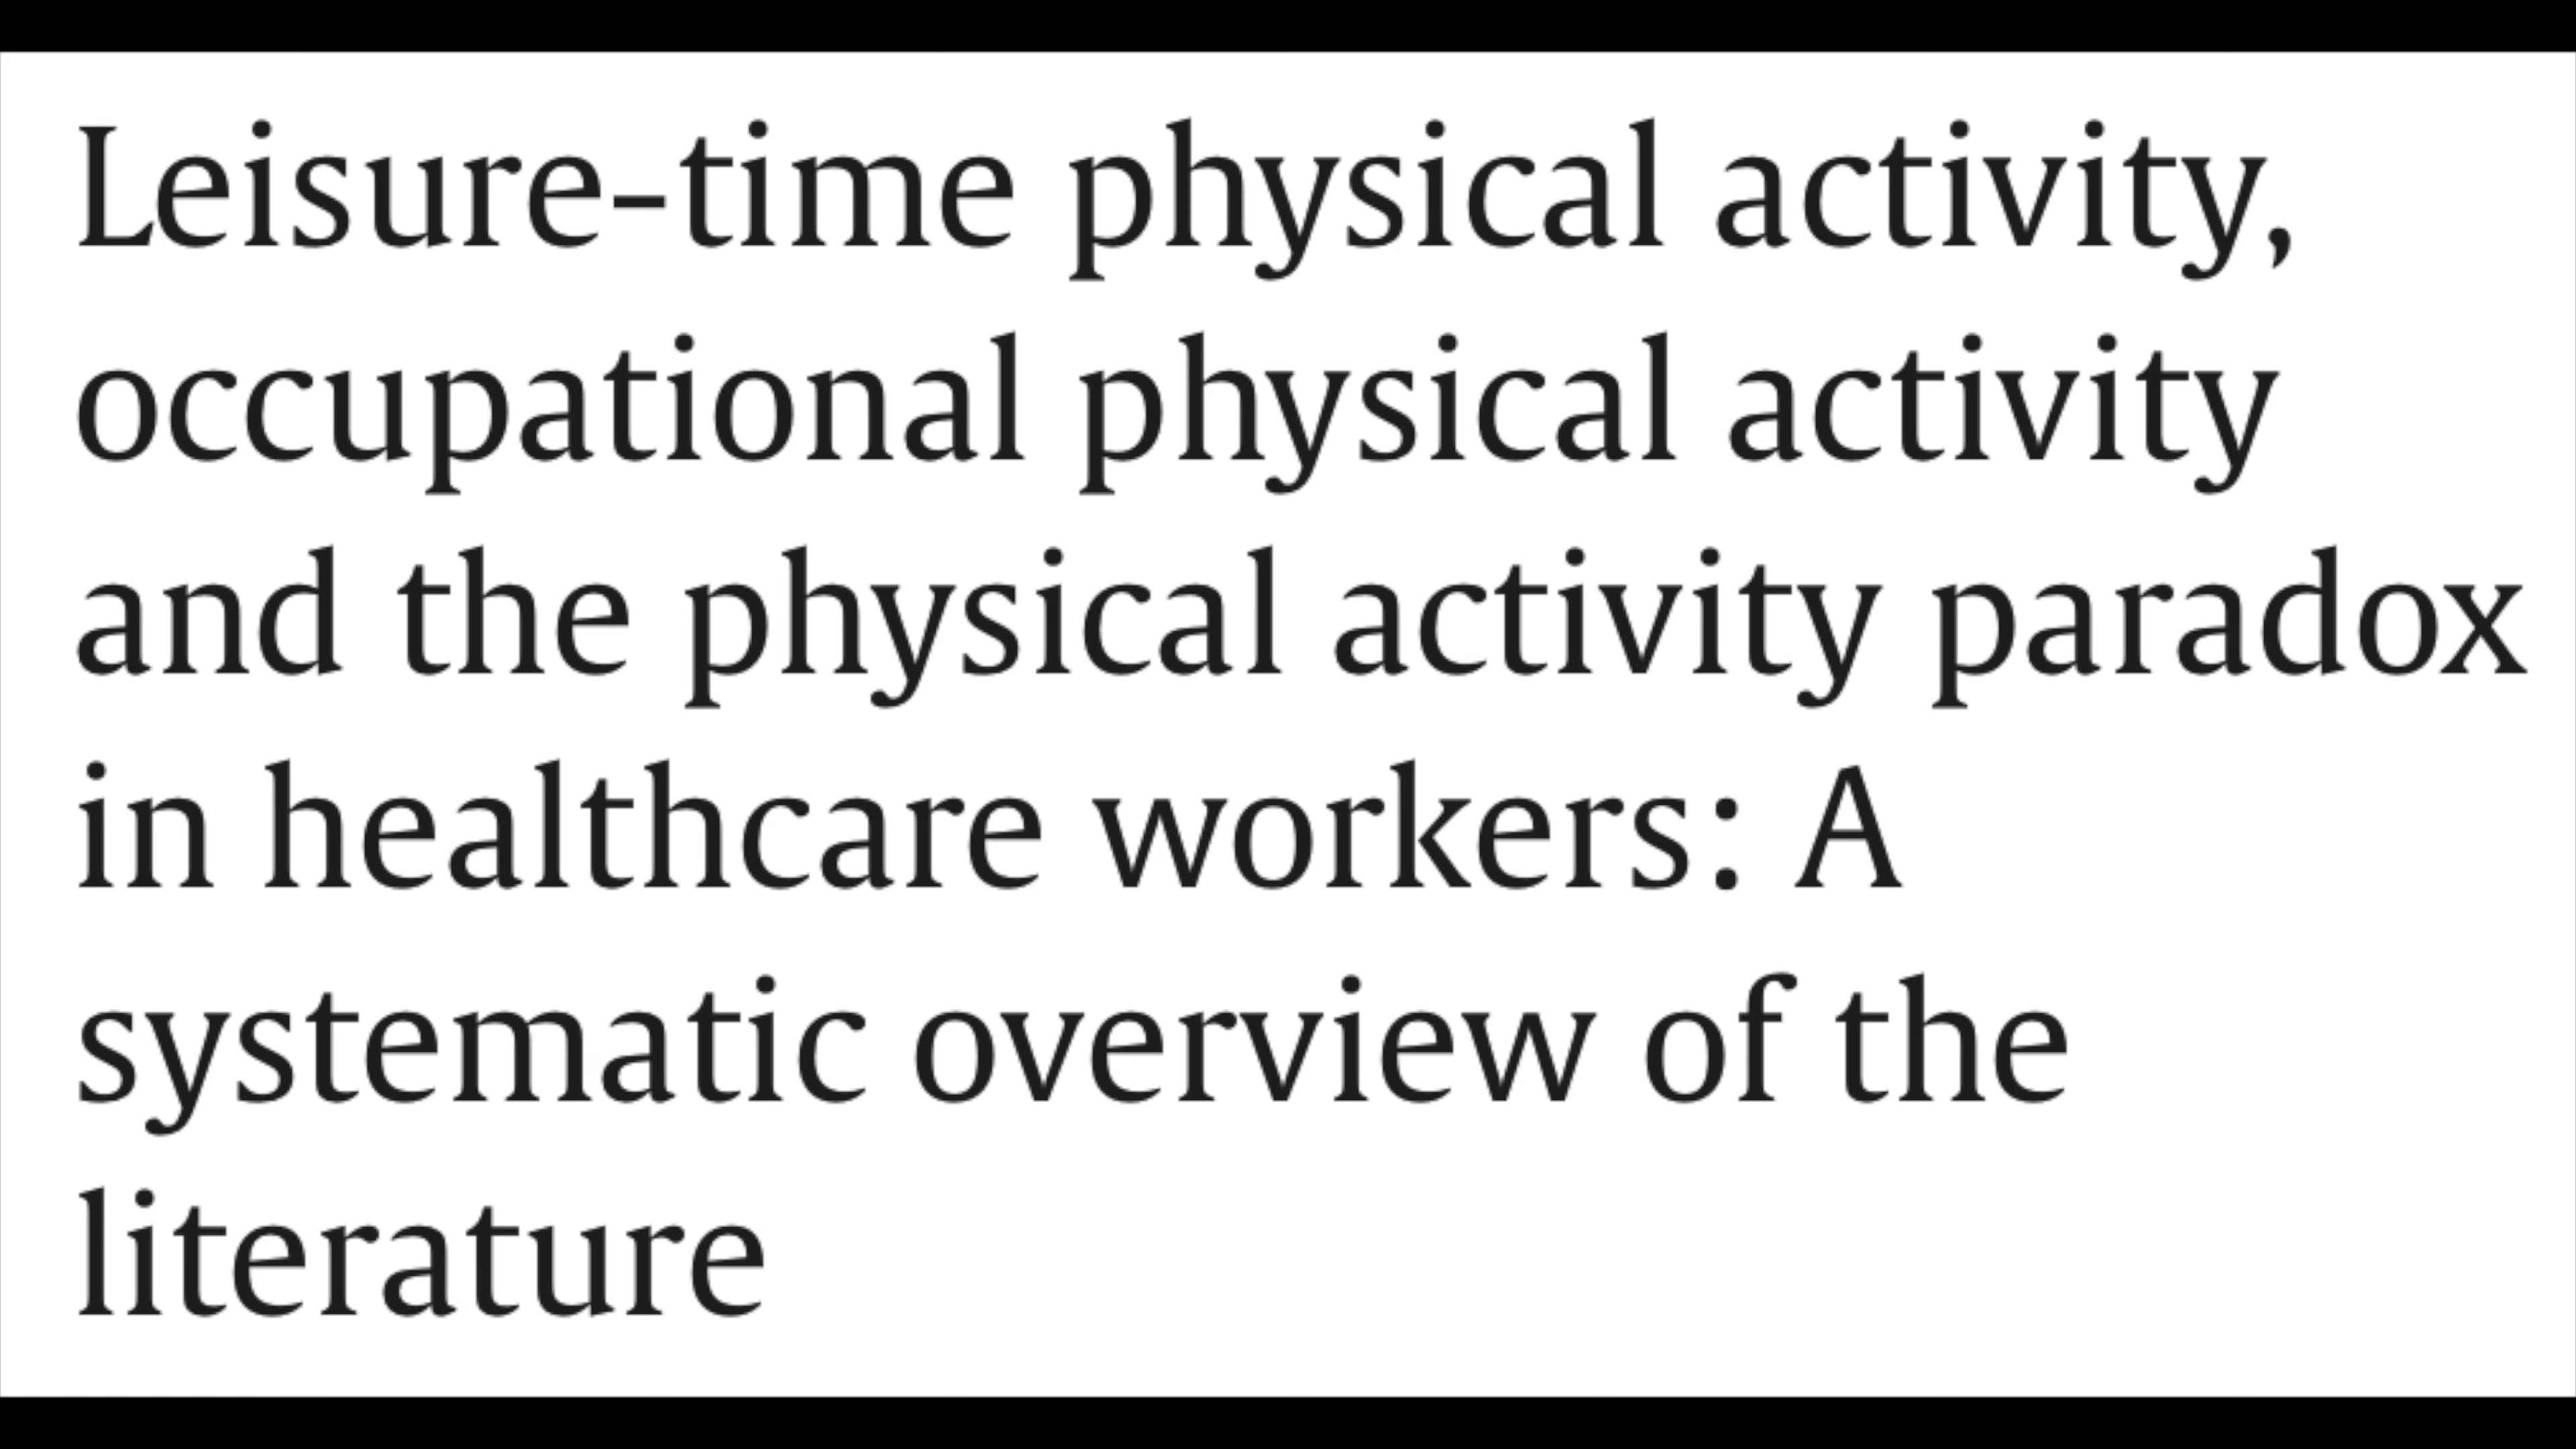 Leisure-time physical activity,
occupational physical activity
and the physical activity paradox
in healthcare workers: A
systematic overview of the
literature